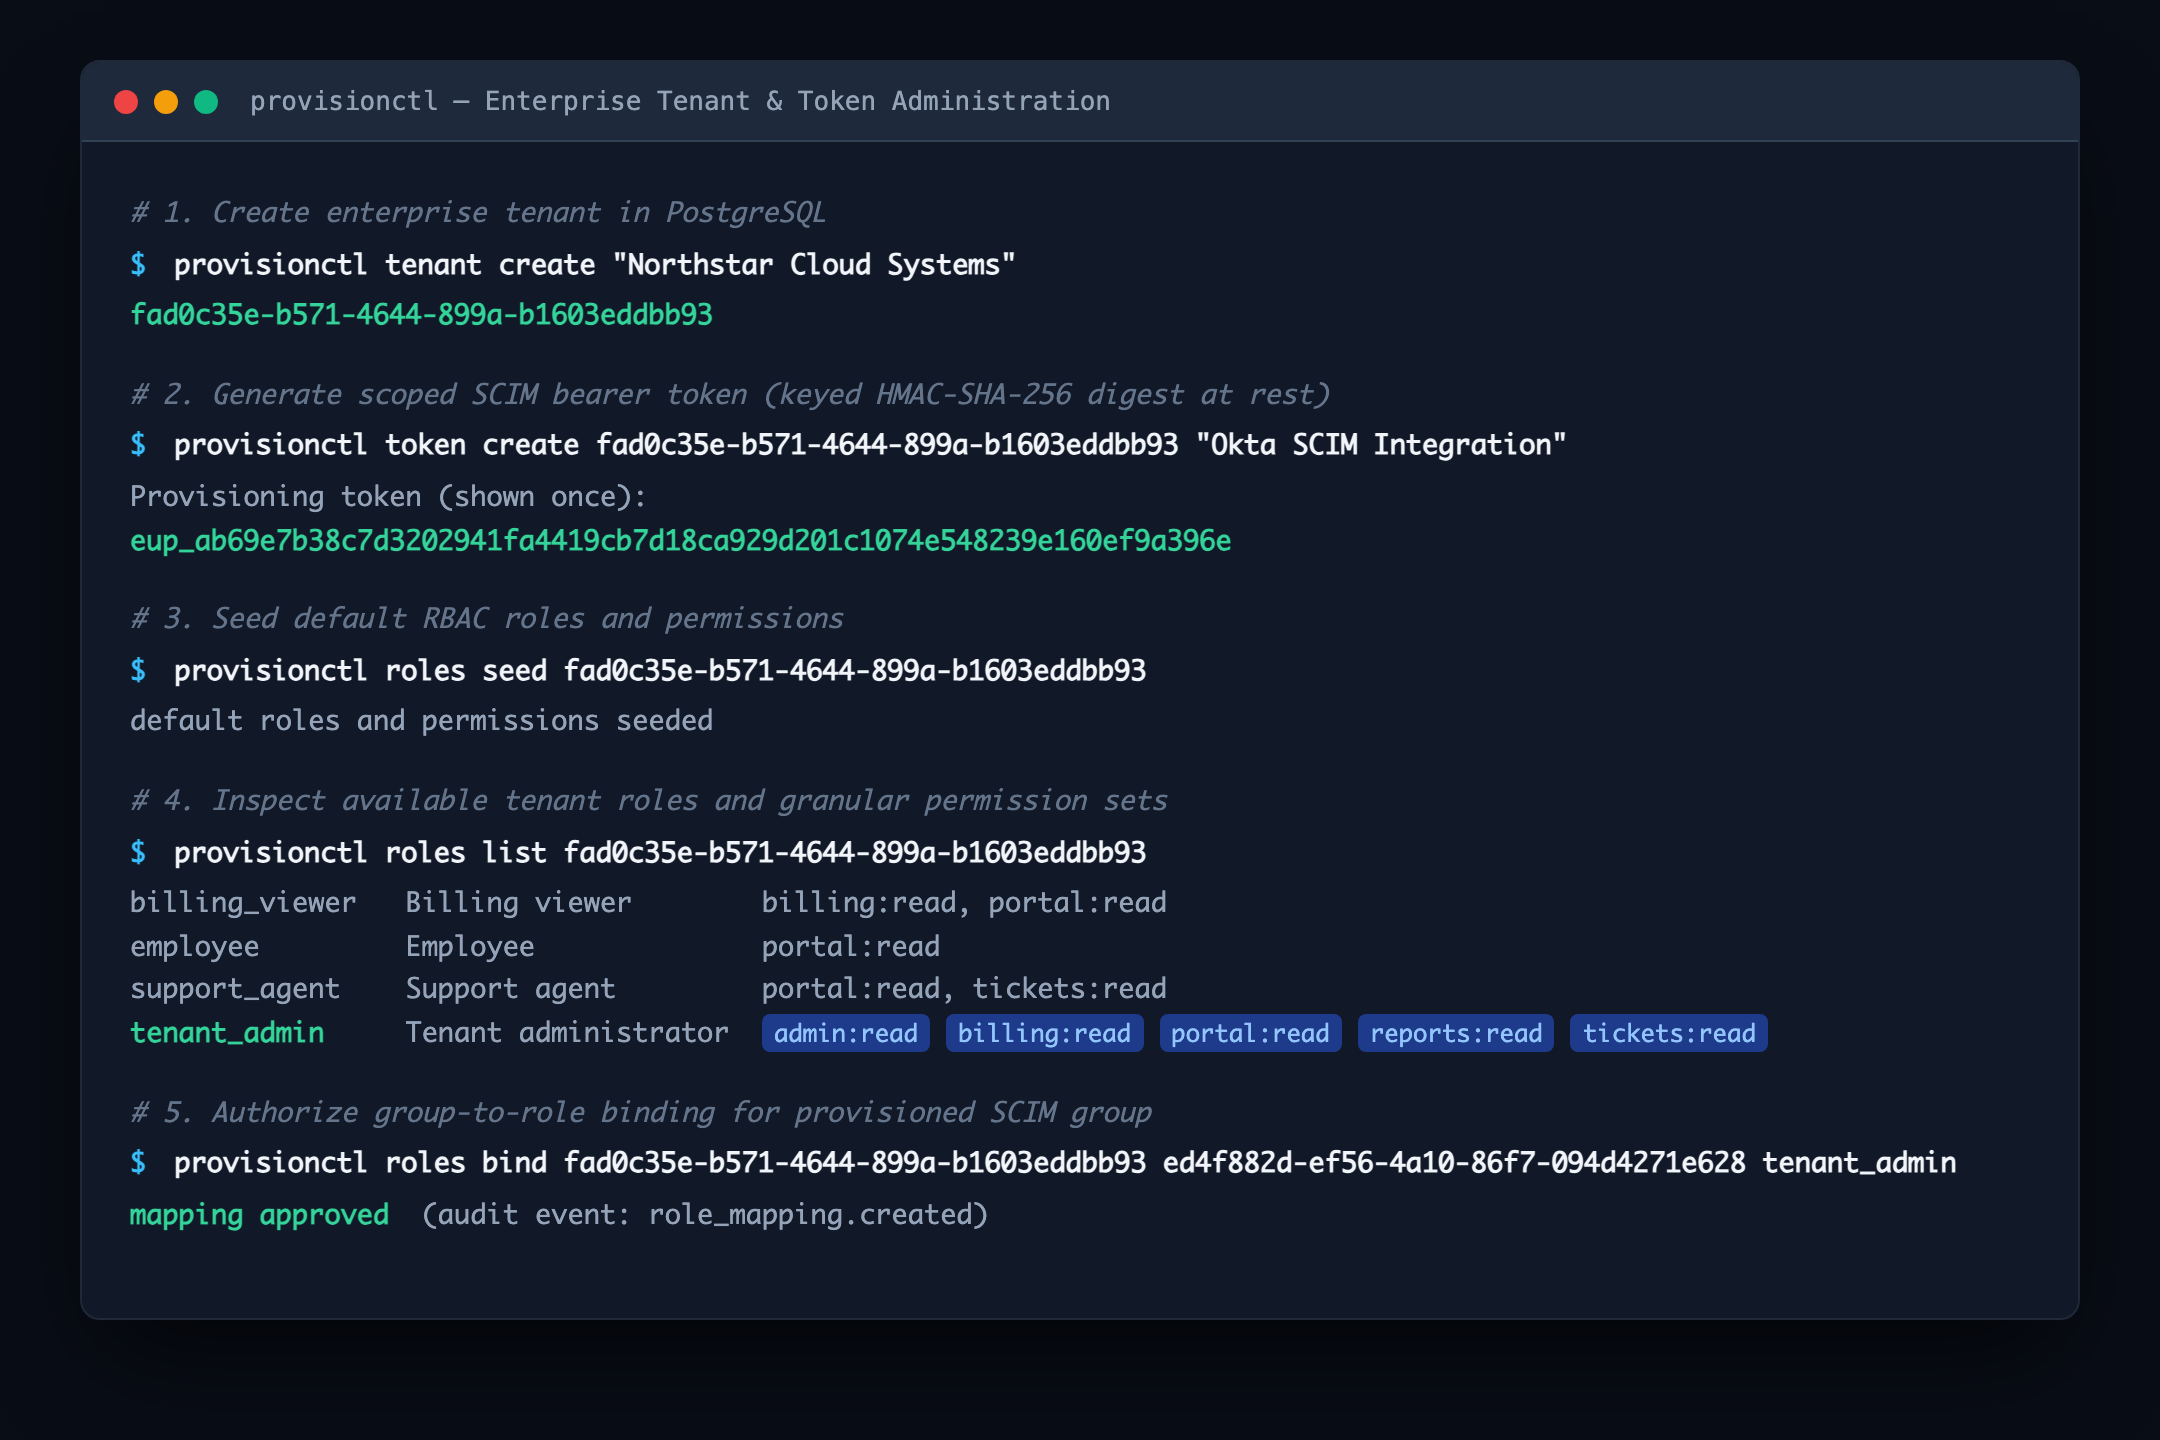 provisionctl — Enterprise Tenant & Token Administration
# 1. Create enterprise tenant in PostgreSQL
$ provisionctl tenant create "Northstar Cloud Systems"
fad0c35e-b571-4644-899a-b1603eddbb93
# 2. Generate scoped SCIM bearer token (keyed HMAC-SHA-256 digest at rest)
$ provisionctl token create fad0c35e-b571-4644-899a-b1603eddbb93 "Okta SCIM Integration"
Provisioning token (shown once):
eup_ab69e7b38c7d3202941fa4419cb7d18ca929d201c1074e548239e160ef9a396e
# 3. Seed default RBAC roles and permissions
$ provisionctl roles seed fad0c35e-b571-4644-899a-b1603eddbb93
default roles and permissions seeded
# 4. Inspect available tenant roles and granular permission sets
$ provisionctl roles list fad0c35e-b571-4644-899a-b1603eddbb93
billing_viewer Billing viewer billing:read, portal:read
employee Employee portal:read
support_agent Support agent portal:read, tickets:read
tenant_admin Tenant administrator admin:read billing:read portal:read reports:read tickets:read
# 5. Authorize group-to-role binding for provisioned SCIM group
$ provisionctl roles bind fad0c35e-b571-4644-899a-b1603eddbb93 ed4f882d-ef56-4a10-86f7-094d4271e628 tenant_admin
mapping approved (audit event: role_mapping.created)